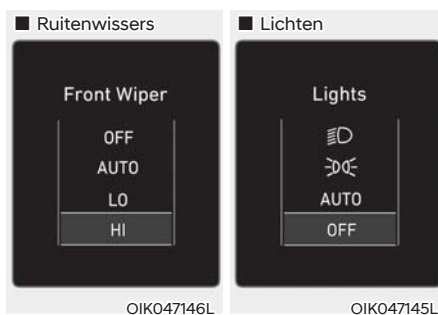 ■ Ruitenwissers
Front Wiper
OFF
AUTO
LO
HI
OIK047146L
■ Lichten
Lights
AUTO
OFF
OIK047145L